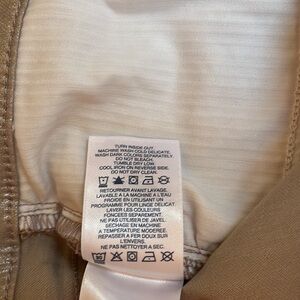 TURN INSIDE OUT
MACHINE WASH COLD DELICATE.
WASH DARK COLORS SEPARATELY.
DO NOT BLEACH.
TUMBLE DRY LOW.
COOL IRON ON REVERSE SIDE.
DO NOT DRY CLEAN.
RETOURNER AVANT LAVAGE.
LAVABLE A LA MACHINE A L'EAU
FROIDE EN UTILISANT UN
PROGRAMME POUR LINGE DELICAT.
LAVER LES COULEURS
FONCEES SEPAREMENT.
NE PAS UTILISER DE JAVEL.
SECHAGE EN MACHINE
A TEMPERATURE MODEREE.
REPASSER A FER DOUX SUR
L'ENVERS.
NE PAS NETTOYER A SEC.